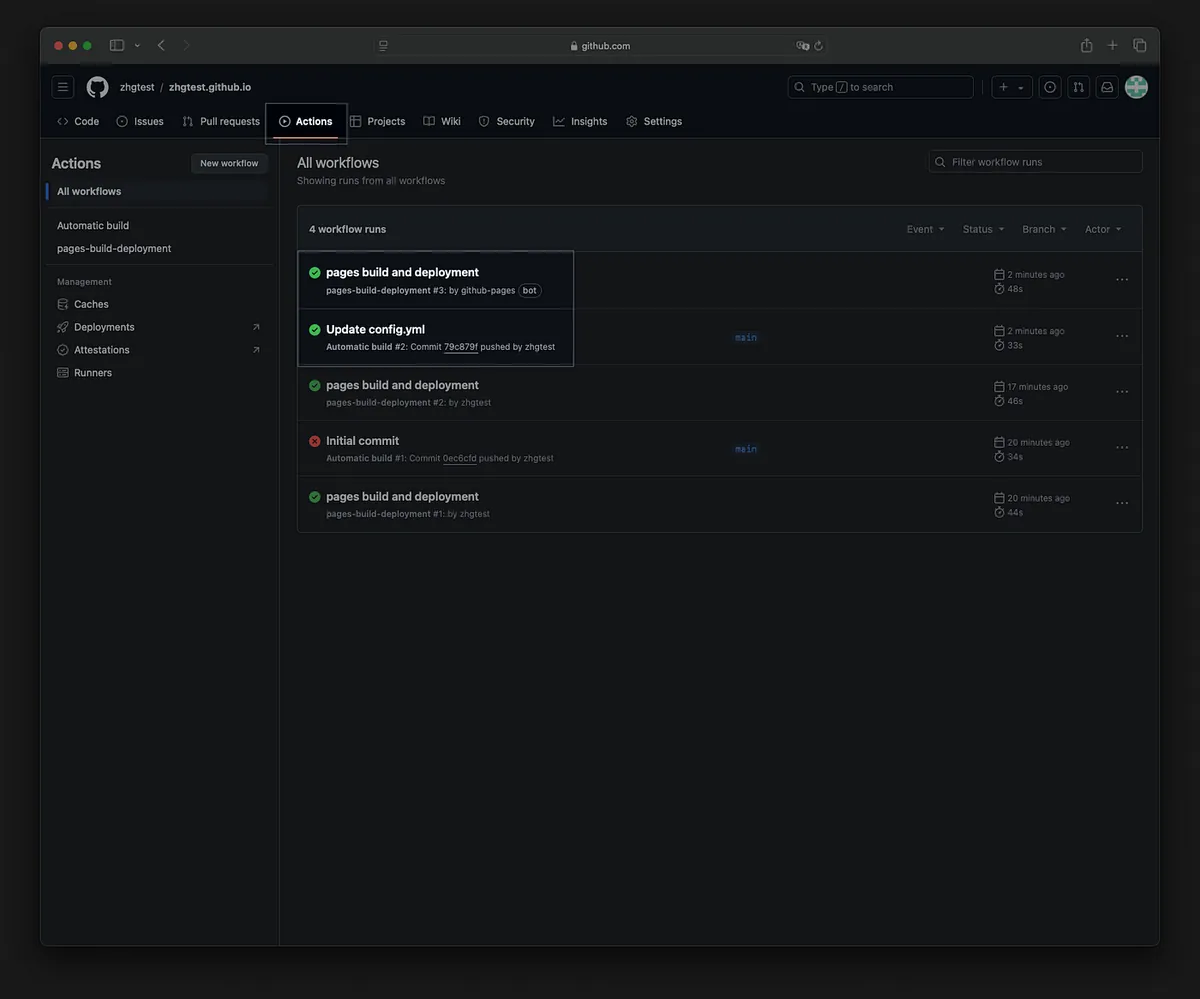 github.com
zhgtest / zhgtest.github.io
Type / to search
Code Issues Pull requests Actions Projects Wiki Security Insights Settings
Actions
New workflow
All workflows
Automatic build
pages-build-deployment
Management
Caches
Deployments
Attestations
Runners
All workflows
Showing runs from all workflows
Filter workflow runs
4 workflow runs
Event Status Branch Actor
pages build and deployment
pages-build-deployment #3: by github-pages bot
2 minutes ago
48s
Update config.yml
Automatic build #2: Commit 79c879f pushed by zhgtest
main
2 minutes ago
33s
pages build and deployment
pages-build-deployment #2: by zhgtest
17 minutes ago
46s
Initial commit
Automatic build #1: Commit 0ec6cfd pushed by zhgtest
main
20 minutes ago
34s
pages build and deployment
pages-build-deployment #1: by zhgtest
20 minutes ago
44s